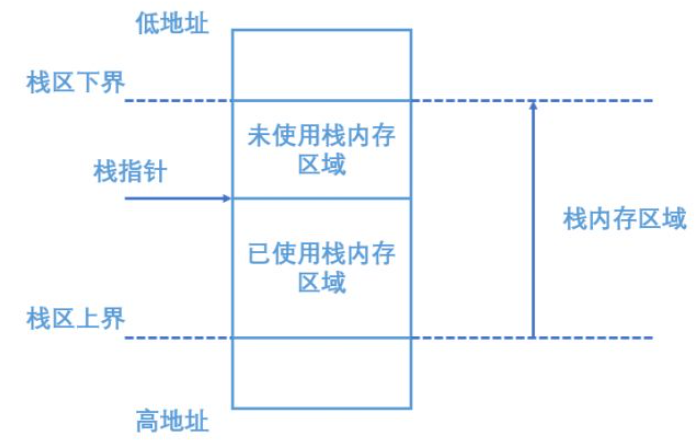 低地址
栈区下界
未使用栈内存
区域
栈指针
栈内存区域
已使用栈内存
区域
栈区上界
高地址